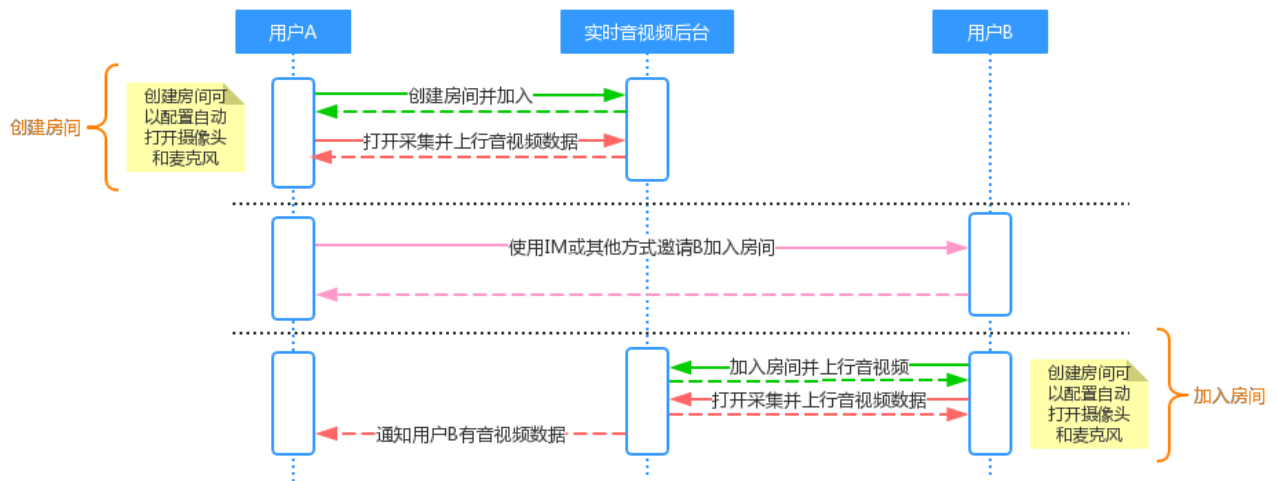 用户A
实时音视频后台
用户B
创建房间
创建房间可
以配置自动
打开摄像头
和麦克风
创建房间并加入
打开采集并上行音视频数据
使用IM或其他方式邀请B加入房间
加入房间并上行音视频
打开采集并上行音视频数据
通知用户B有音视频数据
创建房间可
以配置自动
打开摄像头
和麦克风
加入房间